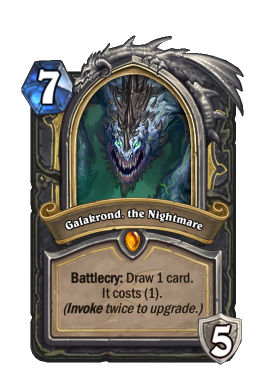 7
Galakrond, the Nightmare
Battlecry: Draw 1 card.
It costs (1).
(Invoke twice to upgrade.)
5